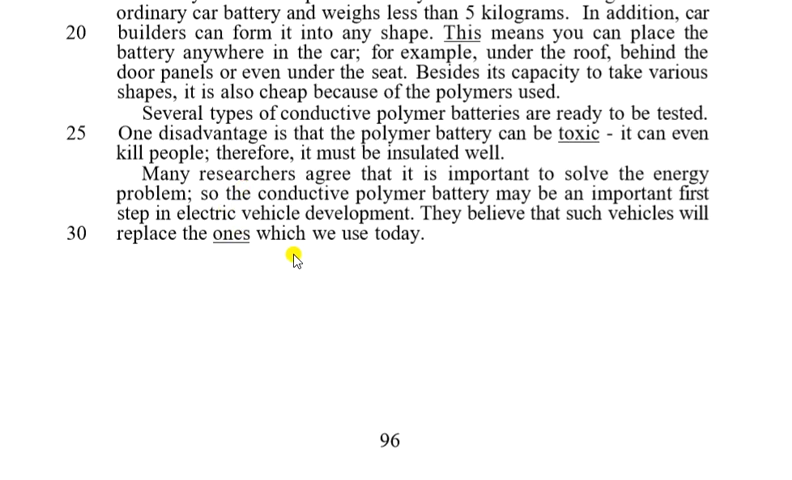 ordinary car battery and weighs less than 5 kilograms. In addition, car
20 builders can form it into any shape. This means you can place the
battery anywhere in the car; for example, under the roof, behind the
door panels or even under the seat. Besides its capacity to take various
shapes, it is also cheap because of the polymers used.
Several types of conductive polymer batteries are ready to be tested.
25 One disadvantage is that the polymer battery can be toxic - it can even
kill people; therefore, it must be insulated well.
Many researchers agree that it is important to solve the energy
problem; so the conductive polymer battery may be an important first
step in electric vehicle development. They believe that such vehicles will
30 replace the ones which we use today.
96